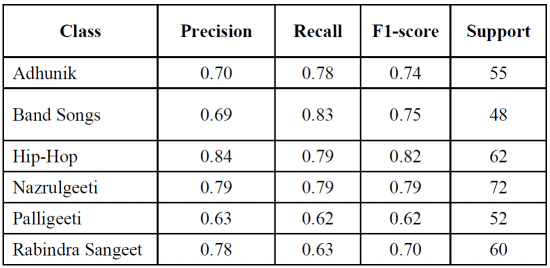 Class Precision Recall F1-score Support
Adhunik 0.70 0.78 0.74 55
Band Songs 0.69 0.83 0.75 48
Hip-Hop 0.84 0.79 0.82 62
Nazrulgeeti 0.79 0.79 0.79 72
Palligeeti 0.63 0.62 0.62 52
Rabindra Sangeet 0.78 0.63 0.70 60